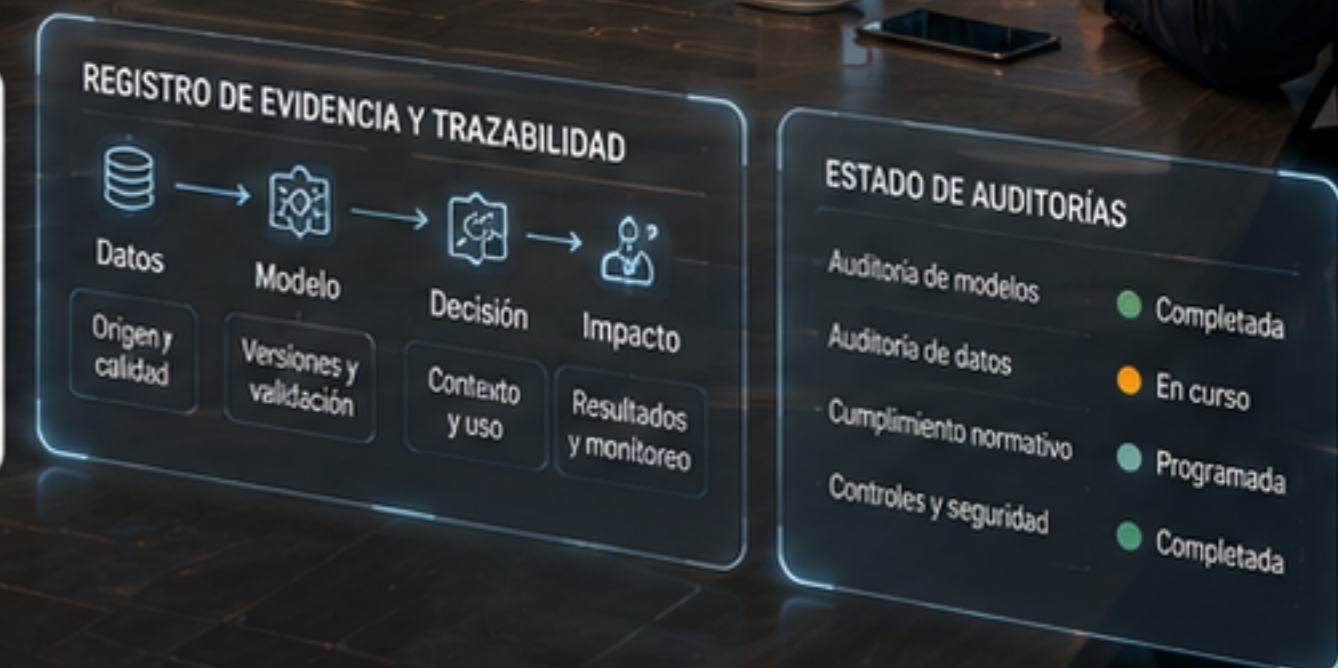 REGISTRO DE EVIDENCIA Y TRAZABILIDAD
Datos
Origen y
calidad
Modelo
Versiones y
validación
Decisión
Contexto
y uso
Impacto
Resultados
y monitoreo
ESTADO DE AUDITORÍAS
Auditoría de modelos
Completada
Auditoría de datos
En curso
Cumplimiento normativo
Programada
Controles y seguridad
Completada